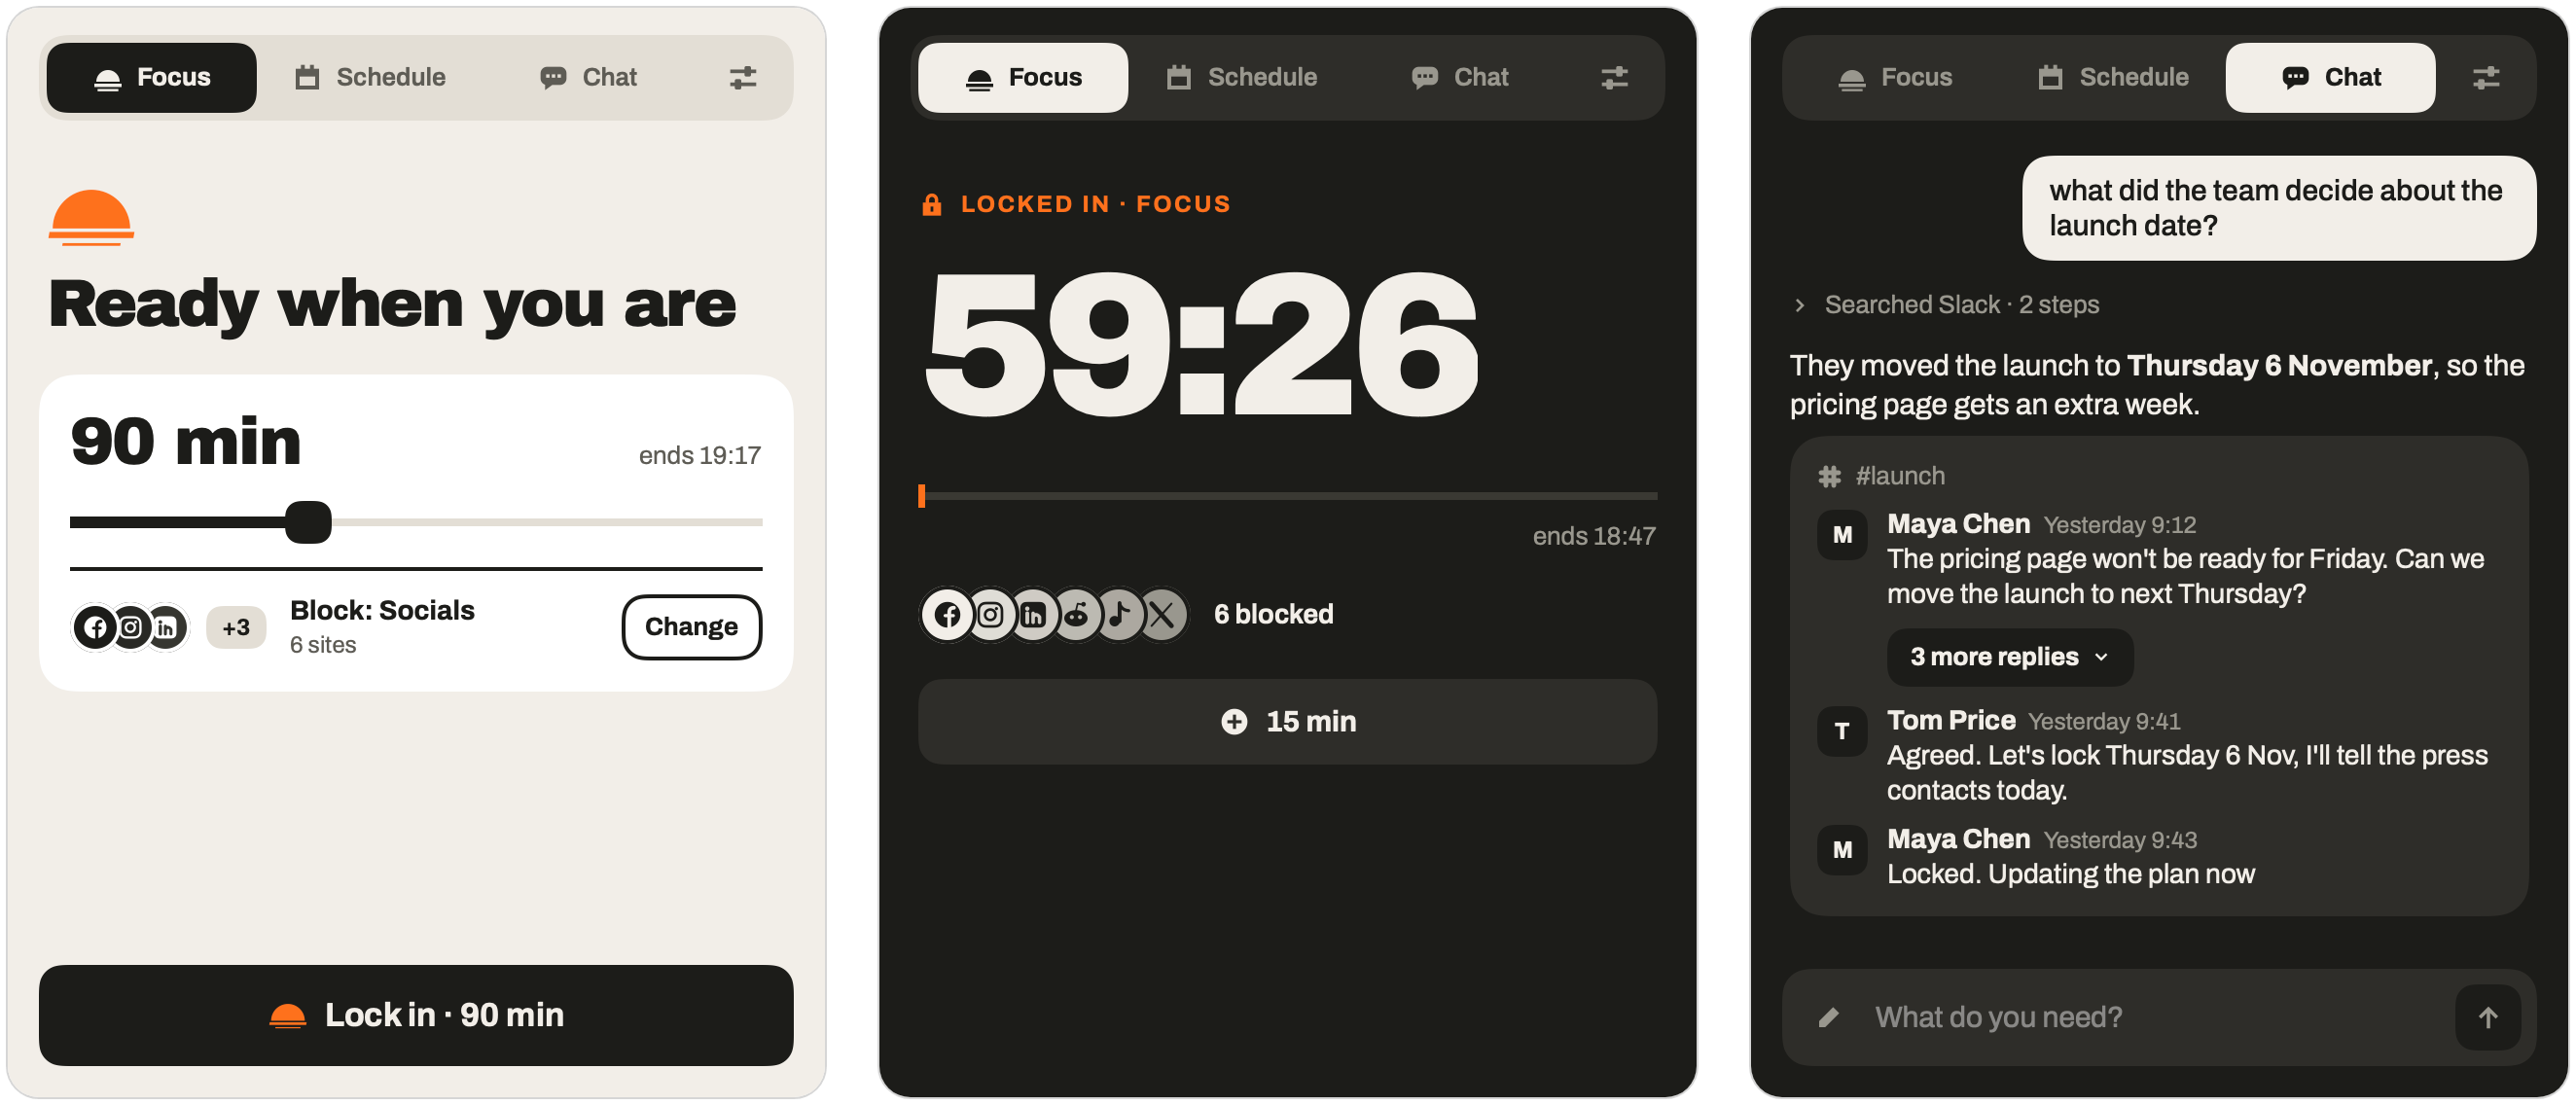 Focus
Schedule
Chat
Ready when you are
90 min
ends 19:17
+3
Block: Socials
6 sites
Change
Lock in · 90 min
Focus
Schedule
Chat
LOCKED IN · FOCUS
59:26
ends 18:47
6 blocked
15 min
Focus
Schedule
Chat
what did the team decide about the
launch date?
Searched Slack · 2 steps
They moved the launch to Thursday 6 November, so the
pricing page gets an extra week.
#launch
M
Maya Chen Yesterday 9:12
The pricing page won't be ready for Friday. Can we
move the launch to next Thursday?
3 more replies
T
Tom Price Yesterday 9:41
Agreed. Let's lock Thursday 6 Nov, I'll tell the press
contacts today.
M
Maya Chen Yesterday 9:43
Locked. Updating the plan now
What do you need?